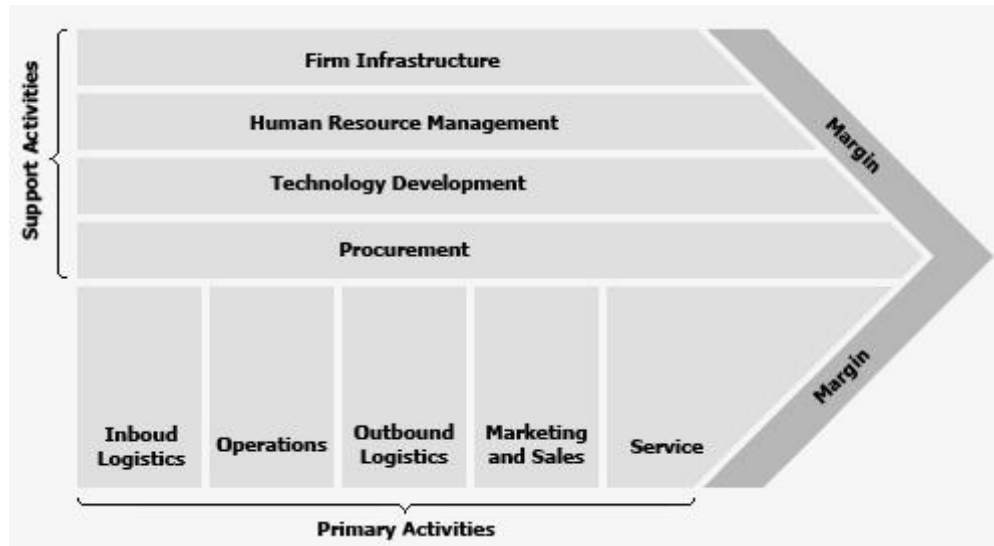 Support Activities
Firm Infrastructure
Human Resource Management
Technology Development
Procurement
Margin
Margin
Inboud
Logistics
Operations
Outbound
Logistics
Marketing
and Sales
Service
Primary Activities